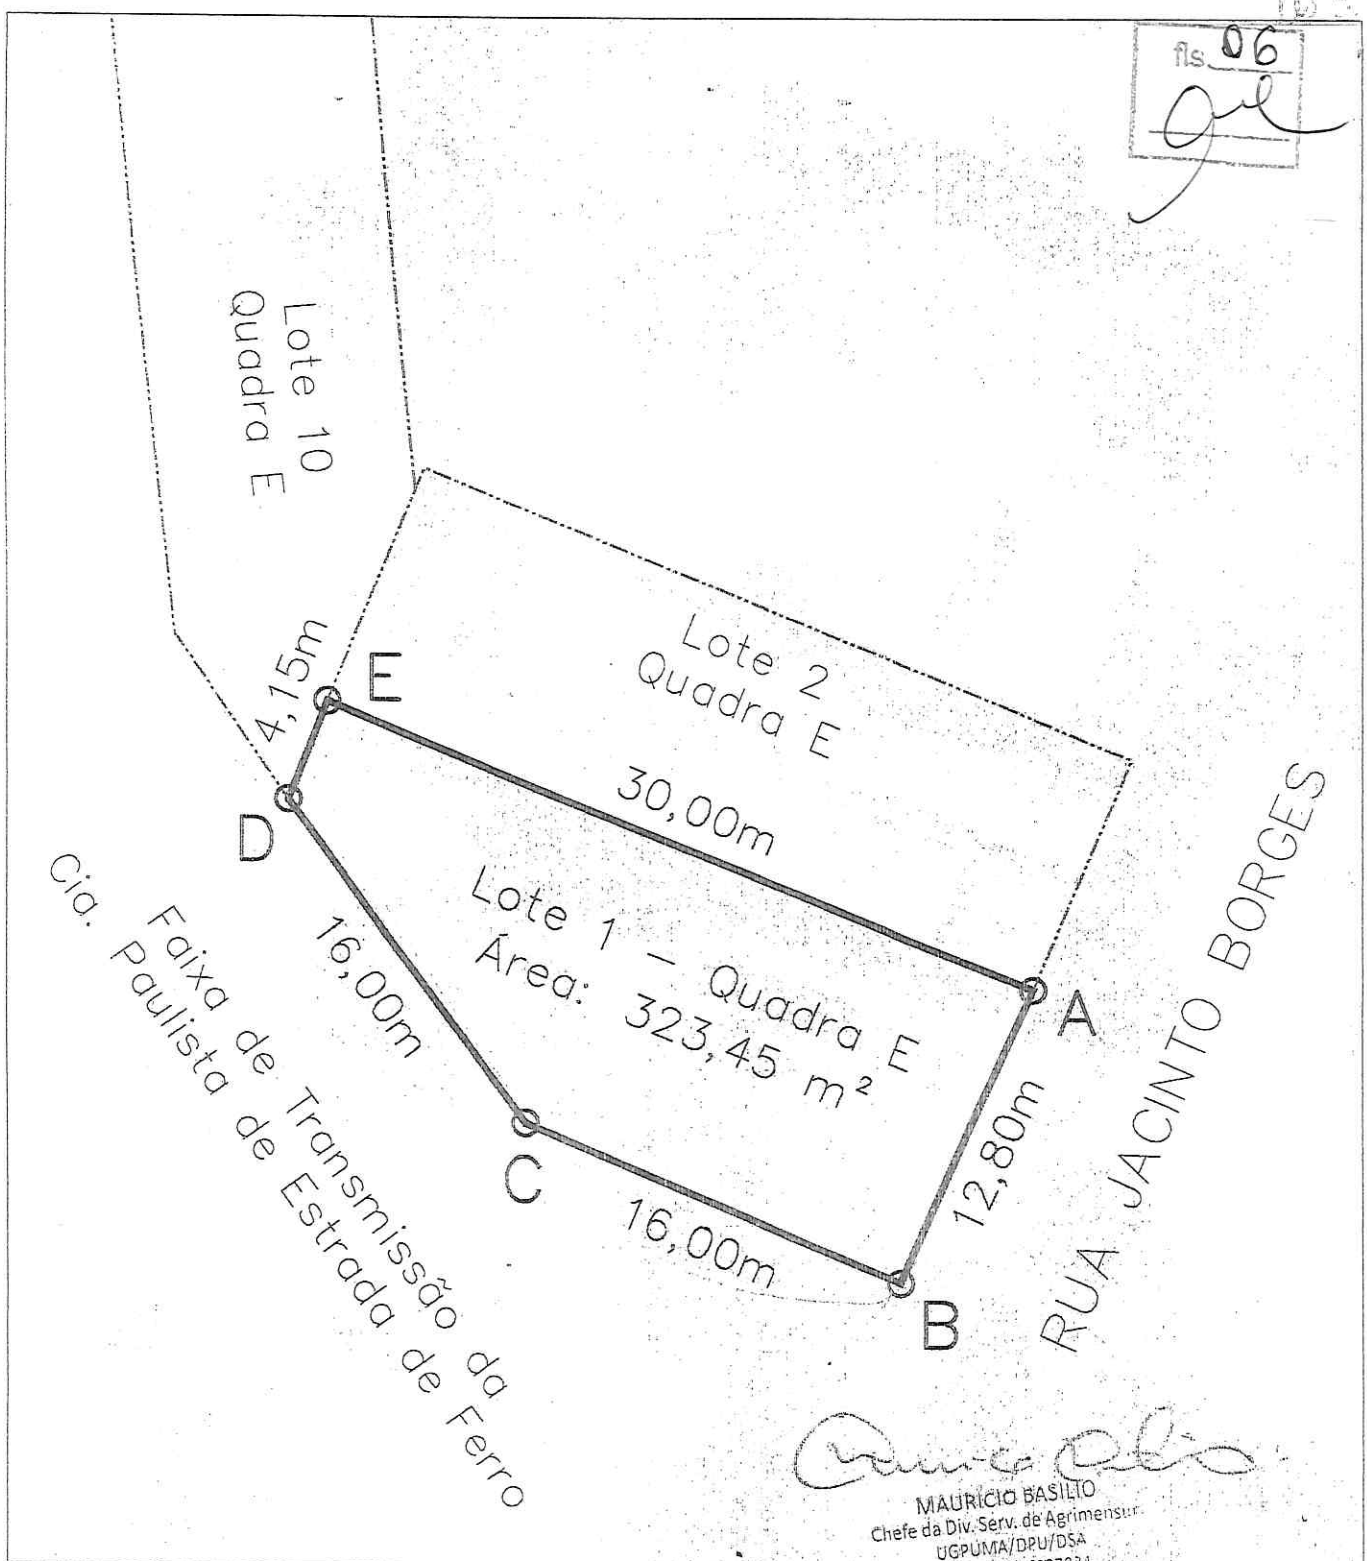 fls. 06
Lote 10
Quadra E
Lote 2
Quadra E
4,15m
E
30,00m
D
Lote 1 – Quadra E
Área: 323,45 m²
A
16,00m
12,80m
C
16,00m
B
RUA JACINTO BORGES
Faixa de Transmissão da
Cia. Paulista de Estrada de Ferro
MAURICIO BASILIO
Chefe da Div. Serv. de Agrimensur
UGPUMA/DPU/DSA